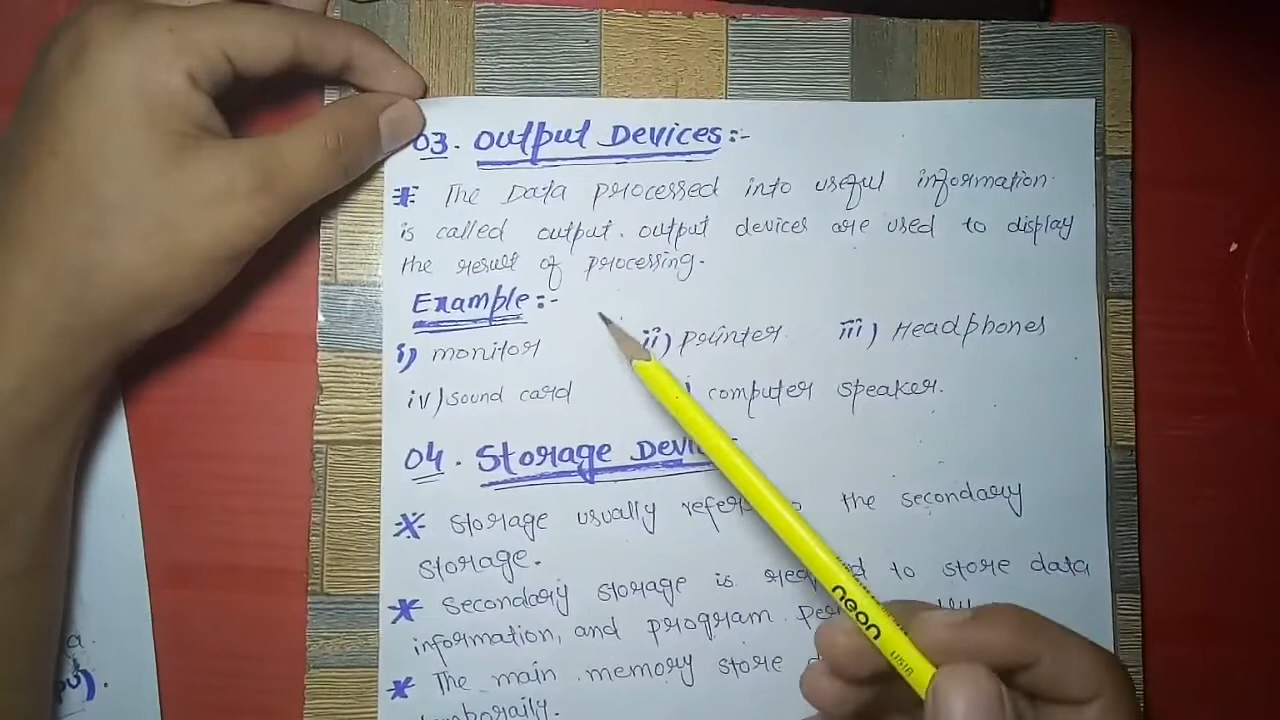 03. Output Devices:-
* The Data processed into useful information
is called output. output devices are used to display
the result of processing.
Example:-
i) monitor ii) printer. iii) Headphones
iv) sound card computer speaker.
04. Storage
* Storage usually the secondary
storage.
* Secondary storage is to store data
information, and program
* The main memory store
temporaily.
neon